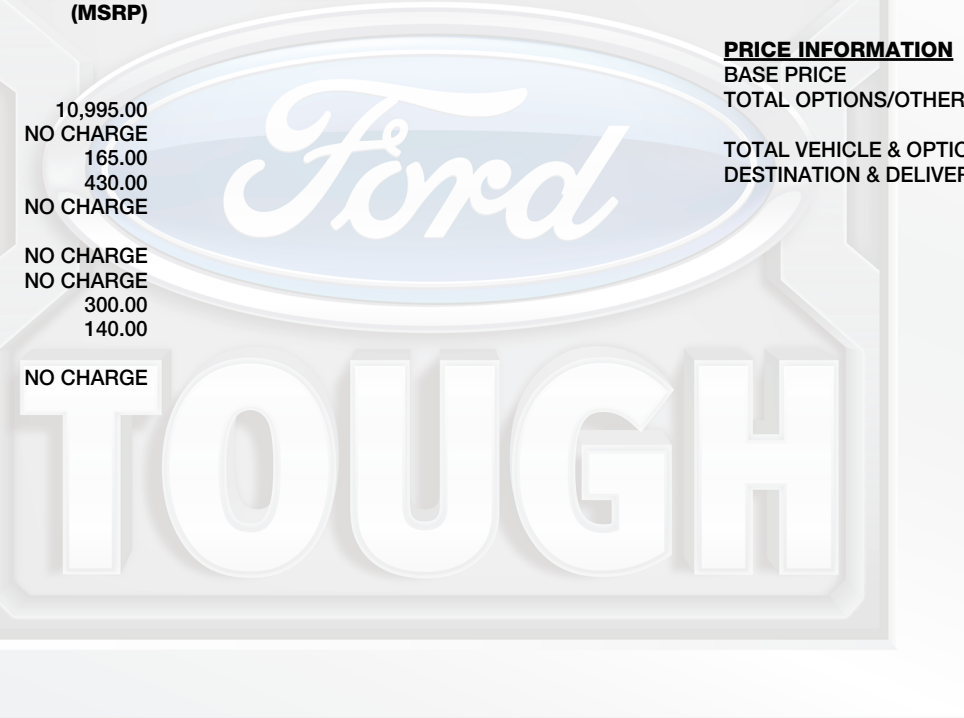 (MSRP)
10,995.00
NO CHARGE
165.00
430.00
NO CHARGE
NO CHARGE
NO CHARGE
300.00
140.00
NO CHARGE
PRICE INFORMATION
BASE PRICE
TOTAL OPTIONS/OTHER
TOTAL VEHICLE & OPTIO
DESTINATION & DELIVER
Ford
TOUGH